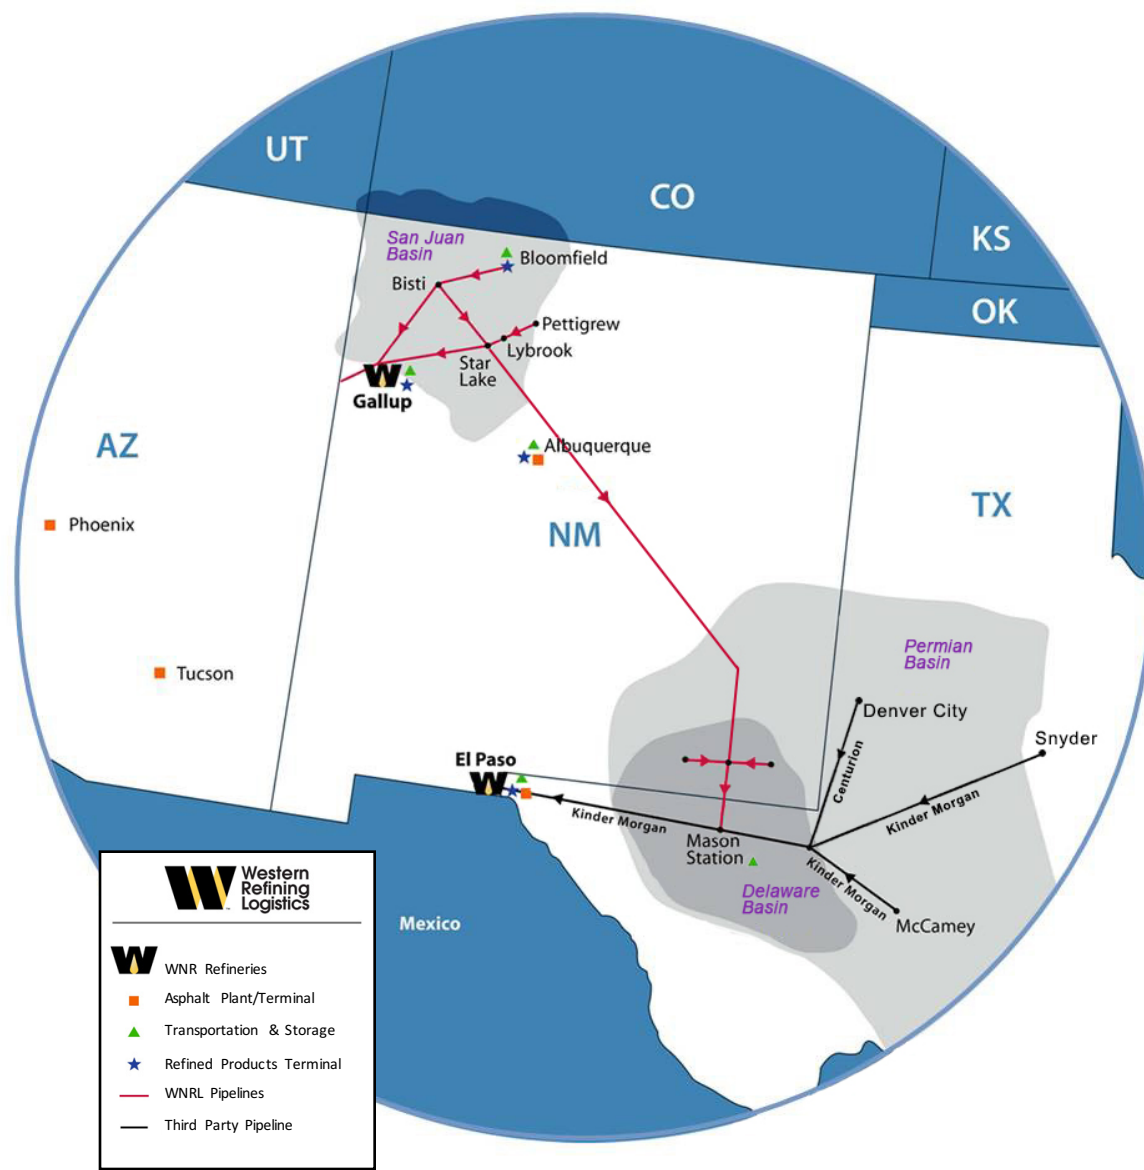 UT
CO
KS
OK
San Juan
Basin
Bloomfield
Bisti
Pettigrew
Lybrook
Star
Lake
Gallup
AZ
Albuquerque
TX
Phoenix
NM
Permian
Basin
Tucson
Denver City
Snyder
El Paso
Centurion
Kinder Morgan
Kinder Morgan
Mason
Station
Kinder Morgan
Delaware
Basin
McCamey
Mexico
Western
Refining
Logistics
WNR Refineries
Asphalt Plant/Terminal
Transportation & Storage
Refined Products Terminal
WNRL Pipelines
Third Party Pipeline